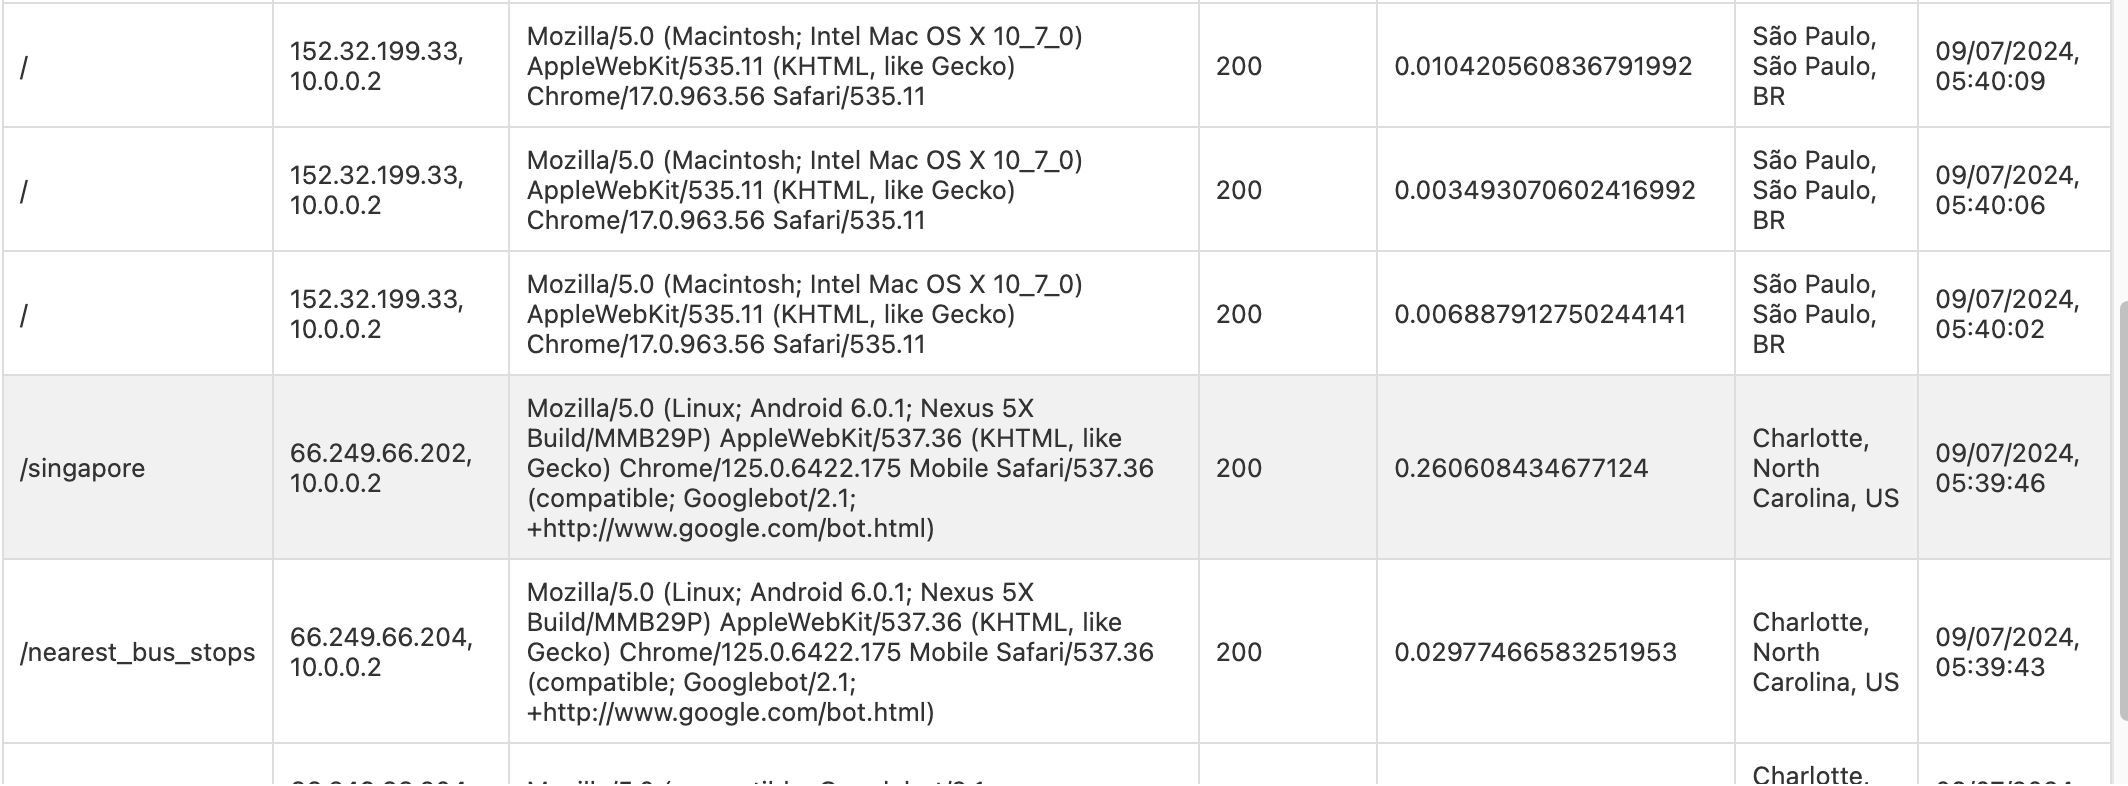 /
152.32.199.33,
10.0.0.2
Mozilla/5.0 (Macintosh; Intel Mac OS X 10_7_0)
AppleWebKit/535.11 (KHTML, like Gecko)
Chrome/17.0.963.56 Safari/535.11
200
0.010420560836791992
São Paulo,
São Paulo,
BR
09/07/2024,
05:40:09
/
152.32.199.33,
10.0.0.2
Mozilla/5.0 (Macintosh; Intel Mac OS X 10_7_0)
AppleWebKit/535.11 (KHTML, like Gecko)
Chrome/17.0.963.56 Safari/535.11
200
0.003493070602416992
São Paulo,
São Paulo,
BR
09/07/2024,
05:40:06
/
152.32.199.33,
10.0.0.2
Mozilla/5.0 (Macintosh; Intel Mac OS X 10_7_0)
AppleWebKit/535.11 (KHTML, like Gecko)
Chrome/17.0.963.56 Safari/535.11
200
0.006887912750244141
São Paulo,
São Paulo,
BR
09/07/2024,
05:40:02
/singapore
66.249.66.202,
10.0.0.2
Mozilla/5.0 (Linux; Android 6.0.1; Nexus 5X
Build/MMB29P) AppleWebKit/537.36 (KHTML, like
Gecko) Chrome/125.0.6422.175 Mobile Safari/537.36
(compatible; Googlebot/2.1;
+http://www.google.com/bot.html)
200
0.260608434677124
Charlotte,
North
Carolina, US
09/07/2024,
05:39:46
/nearest_bus_stops
66.249.66.204,
10.0.0.2
Mozilla/5.0 (Linux; Android 6.0.1; Nexus 5X
Build/MMB29P) AppleWebKit/537.36 (KHTML, like
Gecko) Chrome/125.0.6422.175 Mobile Safari/537.36
(compatible; Googlebot/2.1;
+http://www.google.com/bot.html)
200
0.02977466583251953
Charlotte,
North
Carolina, US
09/07/2024,
05:39:43
Charlotte,